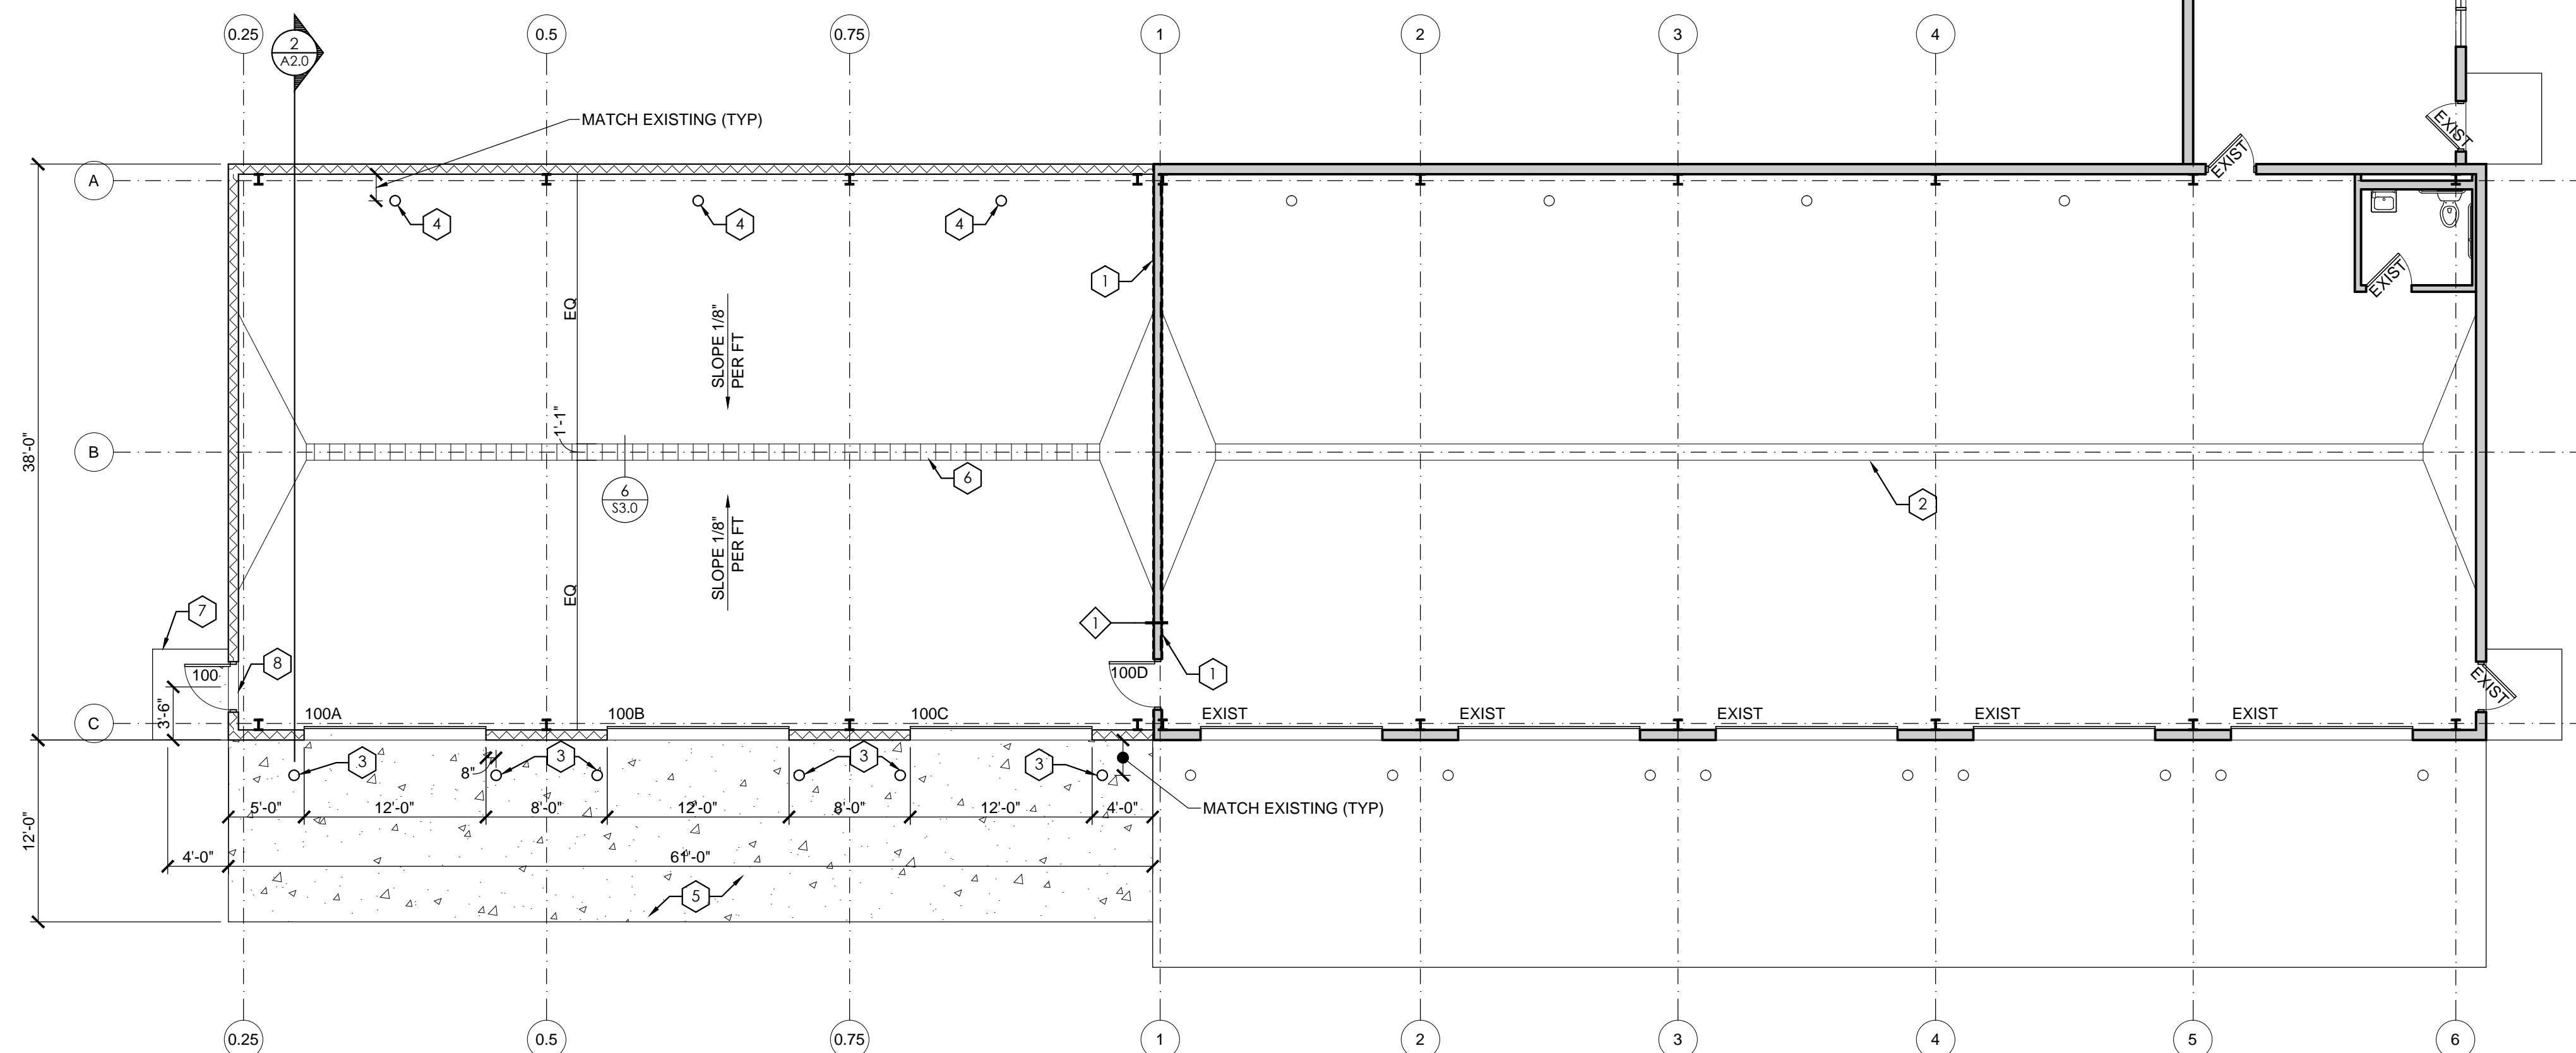 0.25
0.5
0.75
1
2
3
4
2
A2.0
MATCH EXISTING (TYP)
EXIST
EXIST
A
4
4
4
1
EXIST
EQ
SLOPE 1/8"
PER FT
1'-1"
38'-0"
B
6
6
S3.0
2
SLOPE 1/8"
PER FT
EQ
7
1
8
100
100D
1
EXIST
3'-6"
C
100A
100B
100C
EXIST
EXIST
EXIST
EXIST
EXIST
3
8"
3
3
3
5'-0"
12'-0"
8'-0"
12'-0"
8'-0"
12'-0"
4'-0"
MATCH EXISTING (TYP)
12'-0"
4'-0"
61'-0"
5
0.25
0.5
0.75
1
2
3
4
5
6